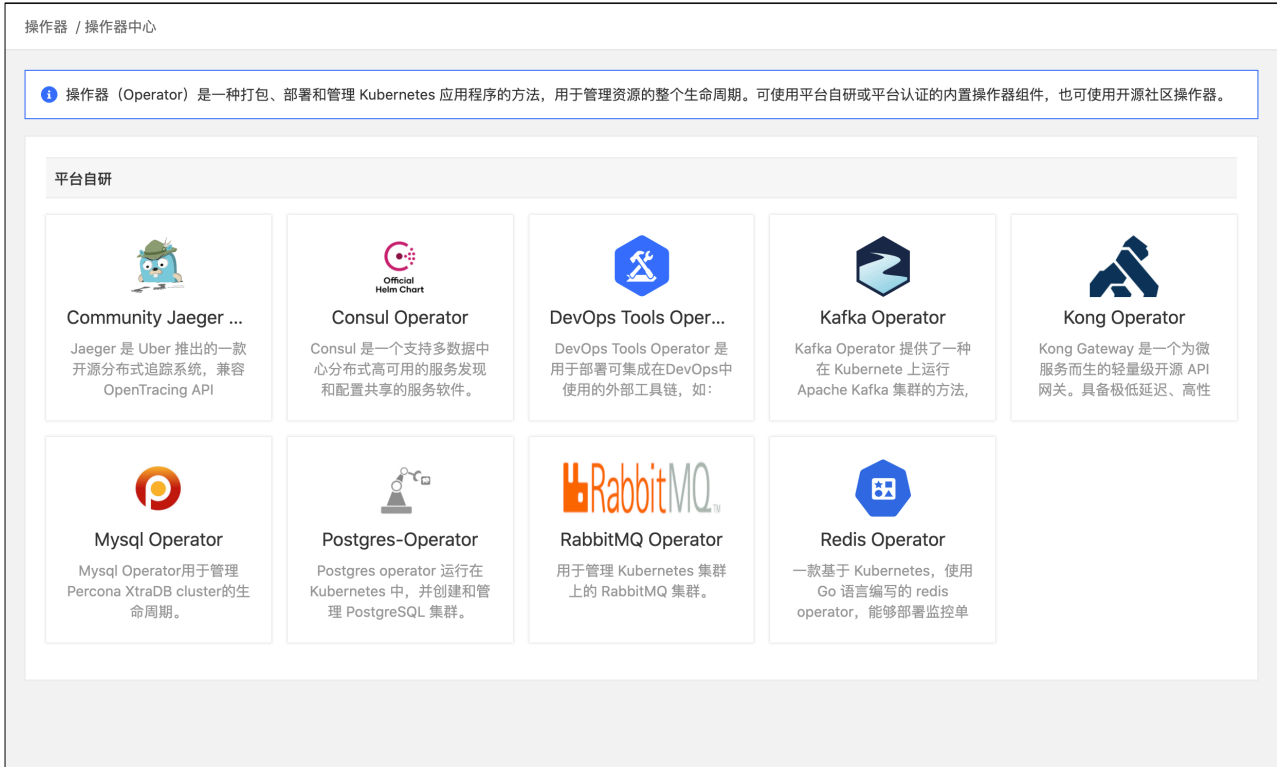 操作器 / 操作器中心
操作器（Operator）是一种打包、部署和管理 Kubernetes 应用程序的方法，用于管理资源的整个生命周期。可使用平台自研或平台认证的内置操作器组件，也可使用开源社区操作器。
平台自研
Official
Helm Chart
Community Jaeger ...
Consul Operator
DevOps Tools Oper...
Kafka Operator
Kong Operator
Jaeger 是 Uber 推出的一款
开源分布式追踪系统，兼容
OpenTracing API
Consul 是一个支持多数据中
心分布式高可用的服务发现
和配置共享的服务软件。
DevOps Tools Operator 是
用于部署可集成在DevOps中
使用的外部工具链，如：
Kafka Operator 提供了一种
在 Kubernete 上运行
Apache Kafka 集群的方法，
Kong Gateway 是一个为微
服务而生的轻量级开源 API
网关。具备极低延迟、高性
RabbitMQ™
Mysql Operator
Postgres-Operator
RabbitMQ Operator
Redis Operator
Mysql Operator用于管理
Percona XtraDB cluster的生
命周期。
Postgres operator 运行在
Kubernetes 中，并创建和管
理 PostgreSQL 集群。
用于管理 Kubernetes 集群
上的 RabbitMQ 集群。
一款基于 Kubernetes，使用
Go 语言编写的 redis
operator，能够部署监控单